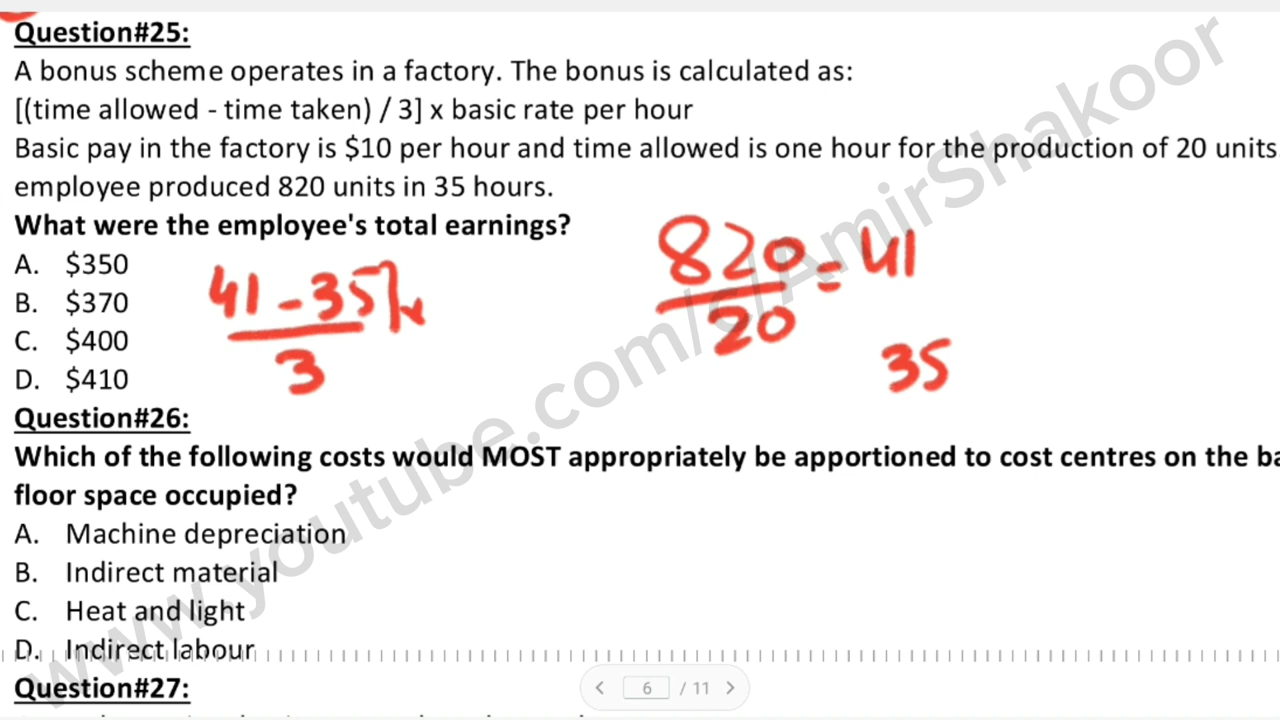 Question#25:
A bonus scheme operates in a factory. The bonus is calculated as:
[(time allowed - time taken) / 3] x basic rate per hour
Basic pay in the factory is $10 per hour and time allowed is one hour for the production of 20 units
employee produced 820 units in 35 hours.
What were the employee's total earnings?
A. $350
B. $370
C. $400
D. $410
41 - 35] x
3
820 = 41
20
35
Question#26:
Which of the following costs would MOST appropriately be apportioned to cost centres on the ba
floor space occupied?
A. Machine depreciation
B. Indirect material
C. Heat and light
D. Indirect labour
Question#27:
6 / 11
www.youtube.com/c/AmirShakoor